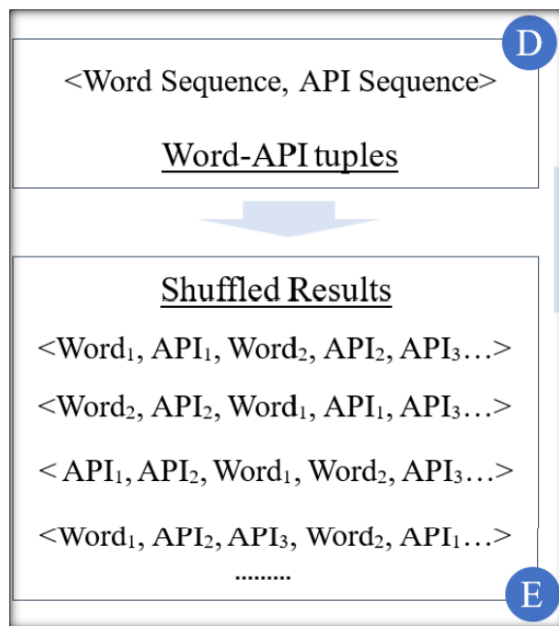 D
<Word Sequence, API Sequence>
Word-API tuples
Shuffled Results
<Word₁, API₁, Word₂, API₂, API₃...>
<Word₂, API₂, Word₁, API₁, API₃...>
< API₁, API₂, Word₁, Word₂, API₃...>
<Word₁, API₂, API₃, Word₂, API₁...>
.........
E